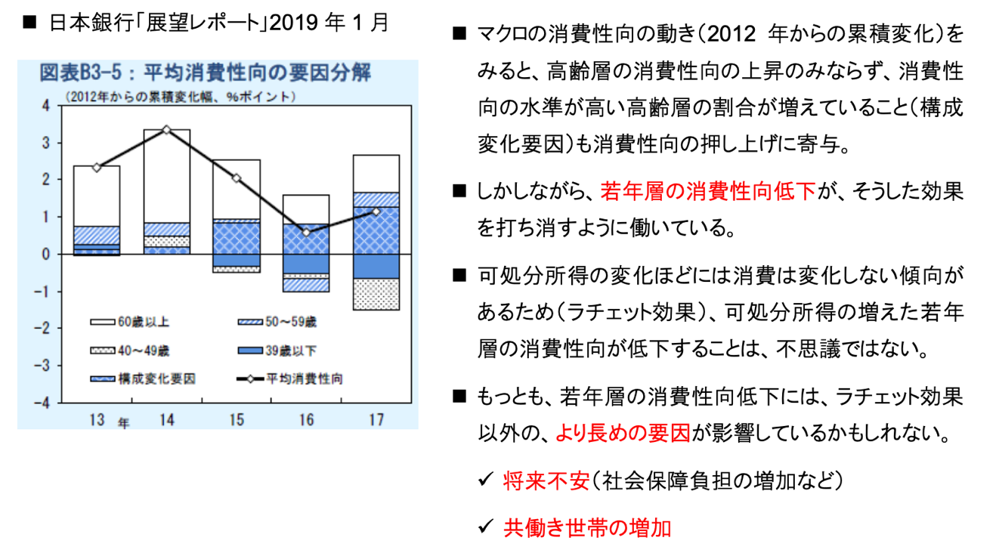 ■ 日本銀行「展望レポート」2019 年 1 月
図表B3-5：平均消費性向の要因分解
（2012年からの累積変化幅、%ポイント）
4
3
2
1
0
-1
-2
-3
-4
60歳以上
50～59歳
40～49歳
39歳以下
構成変化要因
平均消費性向
13 年 14 15 16 17
■ マクロの消費性向の動き（2012 年からの累積変化）を
みると、高齢層の消費性向の上昇のみならず、消費性
向の水準が高い高齢層の割合が増えていること（構成
変化要因）も消費性向の押し上げに寄与。
■ しかしながら、若年層の消費性向低下が、そうした効果
を打ち消すように働いている。
■ 可処分所得の変化ほどには消費は変化しない傾向が
あるため（ラチェット効果）、可処分所得の増えた若年
層の消費性向が低下することは、不思議ではない。
■ もっとも、若年層の消費性向低下には、ラチェット効果
以外の、より長めの要因が影響しているかもしれない。
✓ 将来不安（社会保障負担の増加など）
✓ 共働き世帯の増加